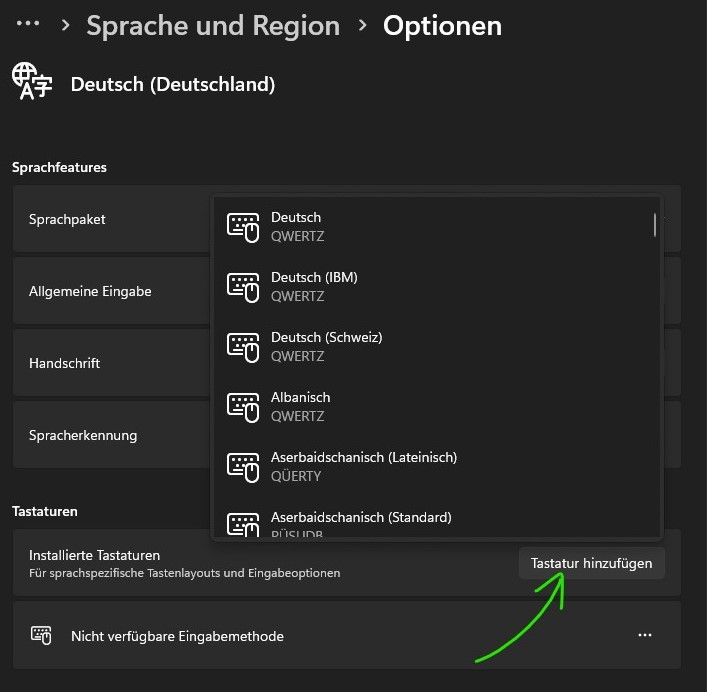 ... > Sprache und Region > Optionen
Deutsch (Deutschland)
Sprachfeatures
Sprachpaket
Allgemeine Eingabe
Handschrift
Spracherkennung
Deutsch
QWERTZ
Deutsch (IBM)
QWERTZ
Deutsch (Schweiz)
QWERTZ
Albanisch
QWERTZ
Aserbaidschanisch (Lateinisch)
QÜERTY
Aserbaidschanisch (Standard)
Tastaturen
Installierte Tastaturen
Für sprachspezifische Tastenlayouts und Eingabeoptionen
Tastatur hinzufügen
Nicht verfügbare Eingabemethode
...